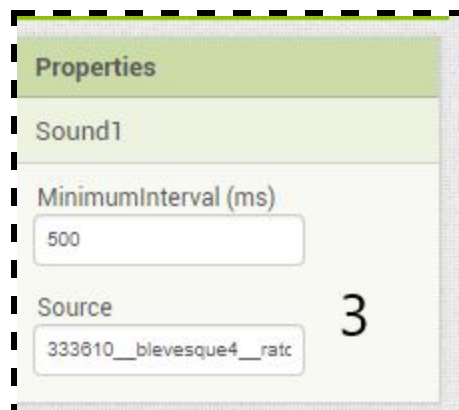 Properties
Sound1
MinimumInterval (ms)
500
Source
3
333610__blevesque4__ratc